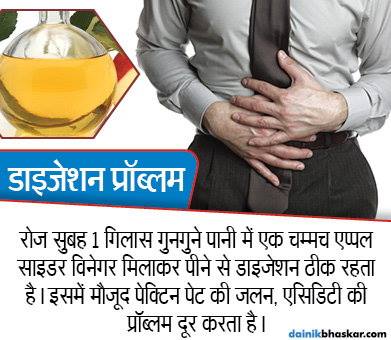 डाइजेशन प्रॉब्लम
रोज सुबह 1 गिलास गुनगुने पानी में एक चम्मच एप्पल
साइडर विनेगर मिलाकर पीने से डाइजेशन ठीक रहता
है। इसमें मौजूद पेक्टिन पेट की जलन, एसिडिटी की
प्रॉब्लम दूर करता है।
dainikbhaskar.com